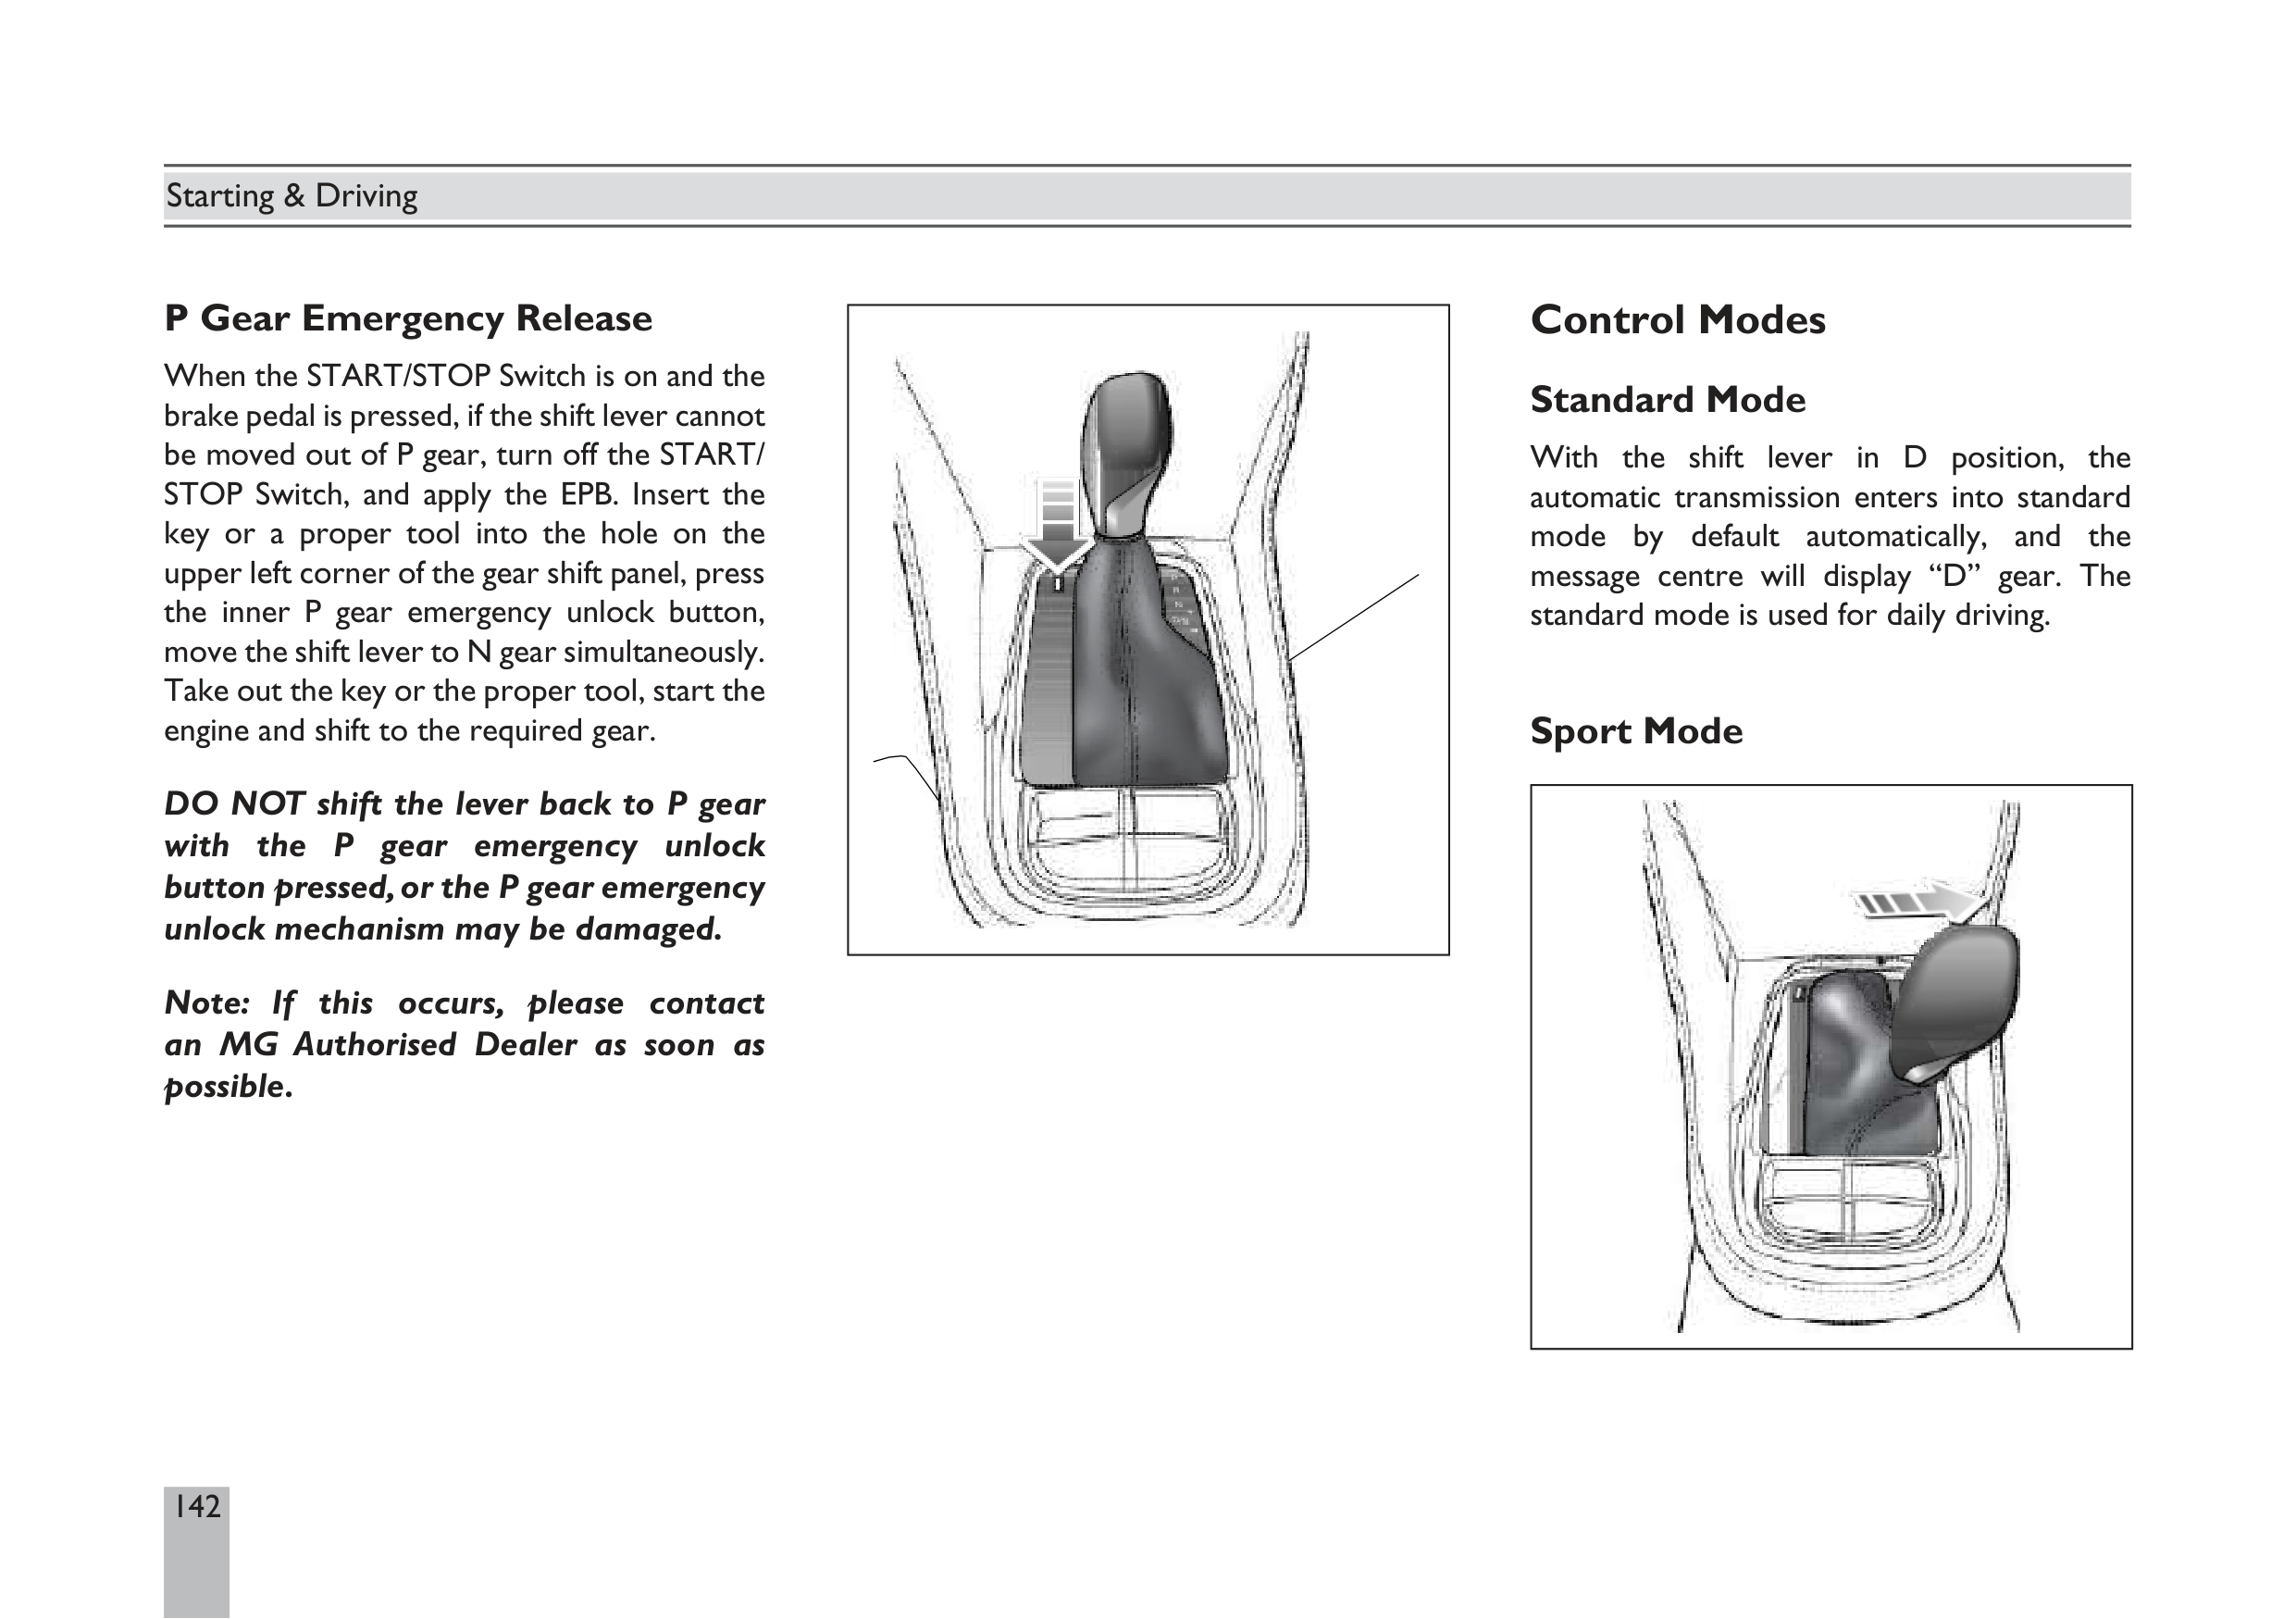 Starting & Driving
P Gear Emergency Release
When the START/STOP Switch is on and the
brake pedal is pressed, if the shift lever cannot
be moved out of P gear, turn off the START/
STOP Switch, and apply the EPB. Insert the
key or a proper tool into the hole on the
upper left corner of the gear shift panel, press
the inner P gear emergency unlock button,
move the shift lever to N gear simultaneously.
Take out the key or the proper tool, start the
engine and shift to the required gear.
DO NOT shift the lever back to P gear
with the P gear emergency unlock
button pressed, or the P gear emergency
unlock mechanism may be damaged.
Note: If this occurs, please contact
an MG Authorised Dealer as soon as
possible.
Control Modes
Standard Mode
With the shift lever in D position, the
automatic transmission enters into standard
mode by default automatically, and the
message centre will display “D” gear. The
standard mode is used for daily driving.
Sport Mode
142